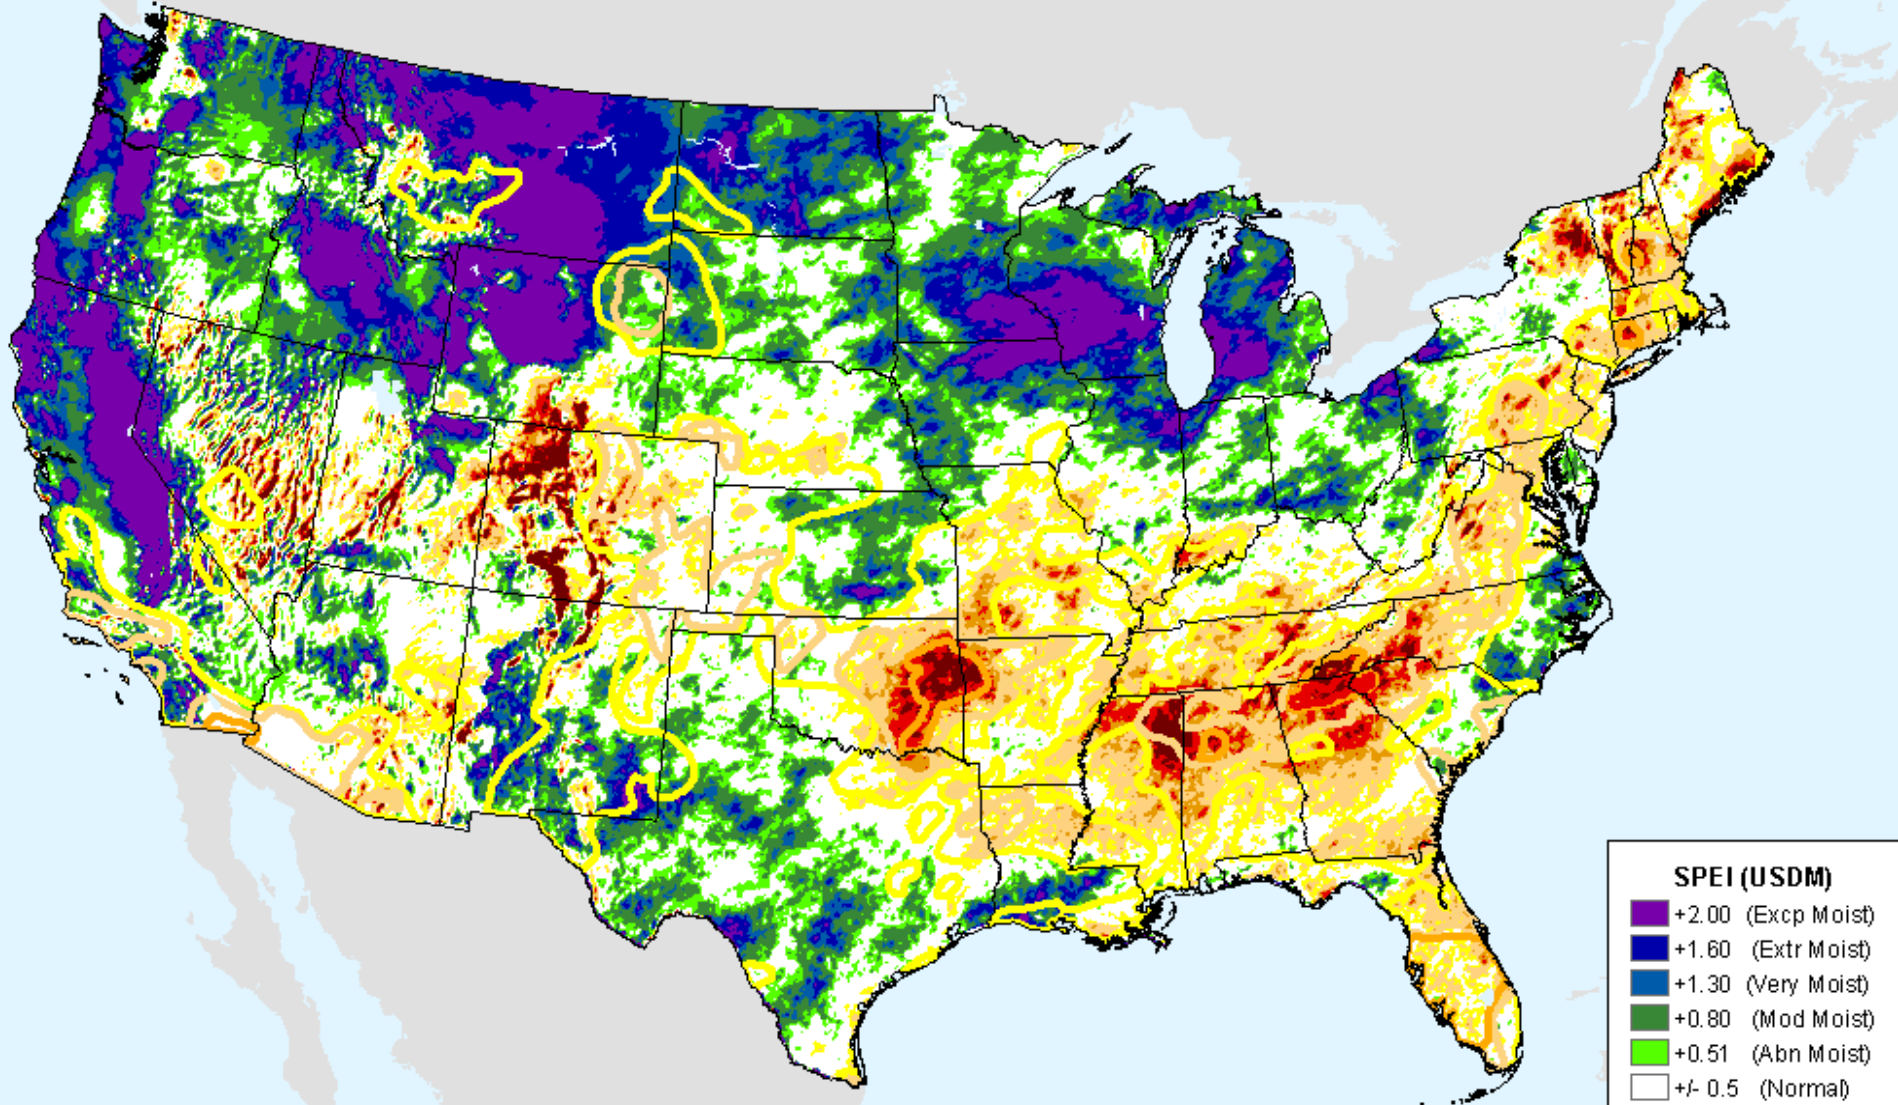 SPEI (USDM)
+2.00 (Excp Moist)
+1.60 (Extr Moist)
+1.30 (Very Moist)
+0.80 (Mod Moist)
+0.51 (Abn Moist)
+/- 0.5 (Normal)